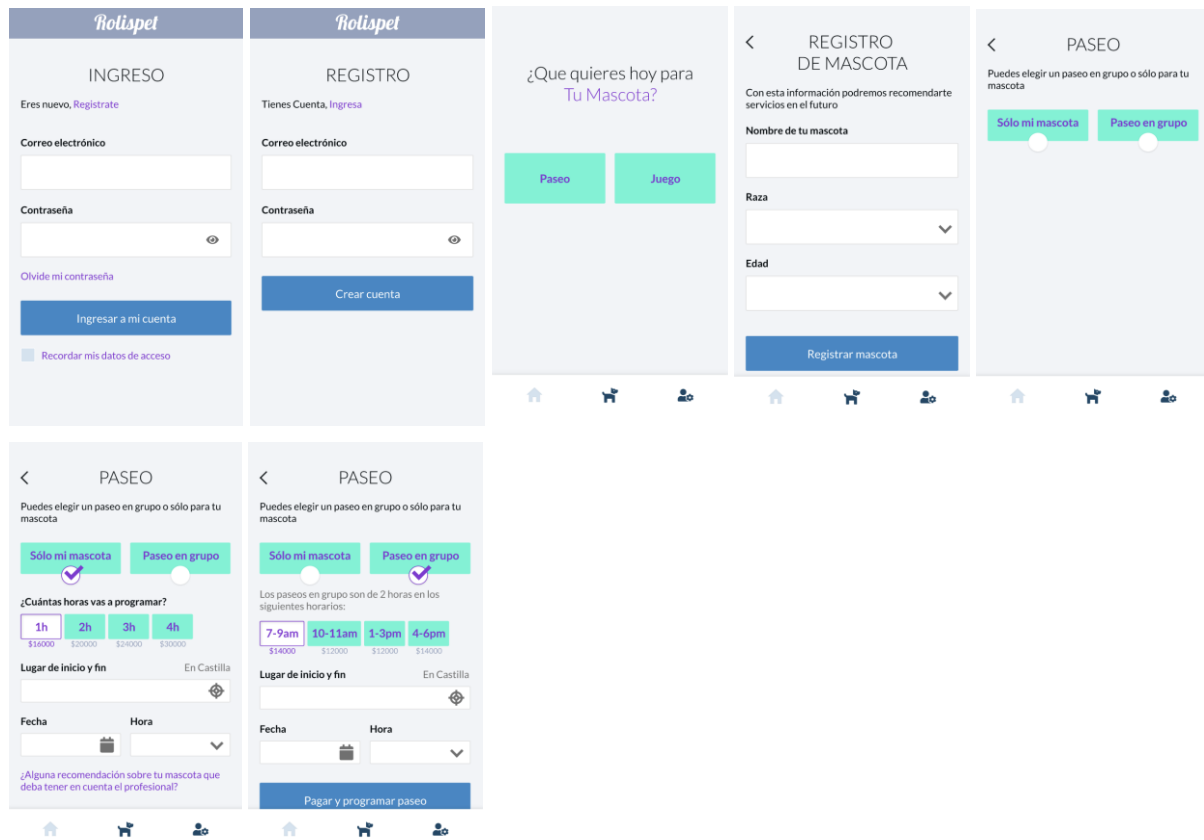 Rolispet
INGRESO
Eres nuevo, Registrate
Correo electrónico
Contraseña
Olvide mi contraseña
Ingresar a mi cuenta
Recordar mis datos de acceso
Rolispet
REGISTRO
Tienes Cuenta, Ingresa
Correo electrónico
Contraseña
Crear cuenta
¿Que quieres hoy para
Tu Mascota?
Paseo
Juego
REGISTRO
DE MASCOTA
Con esta información podremos recomendarte
servicios en el futuro
Nombre de tu mascota
Raza
Edad
Registrar mascota
PASEO
Puedes elegir un paseo en grupo o sólo para tu
mascota
Sólo mi mascota
Paseo en grupo
PASEO
Puedes elegir un paseo en grupo o sólo para tu
mascota
Sólo mi mascota
Paseo en grupo
¿Cuántas horas vas a programar?
1h 2h 3h 4h
$16000 $20000 $24000 $30000
Lugar de inicio y fin En Castilla
Fecha Hora
¿Alguna recomendación sobre tu mascota que
deba tener en cuenta el profesional?
PASEO
Puedes elegir un paseo en grupo o sólo para tu
mascota
Sólo mi mascota
Paseo en grupo
Los paseos en grupo son de 2 horas en los
siguientes horarios:
7-9am 10-11am 1-3pm 4-6pm
$14000 $12000 $12000 $14000
Lugar de inicio y fin En Castilla
Fecha Hora
Pagar y programar paseo